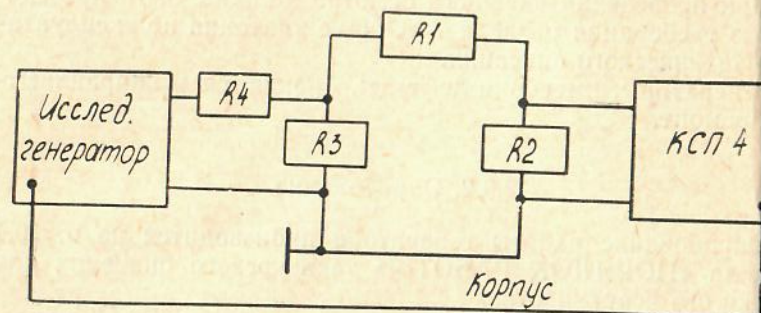 R1
R4
Исслед.
генератор
R3
R2
КСП 4
Корпус